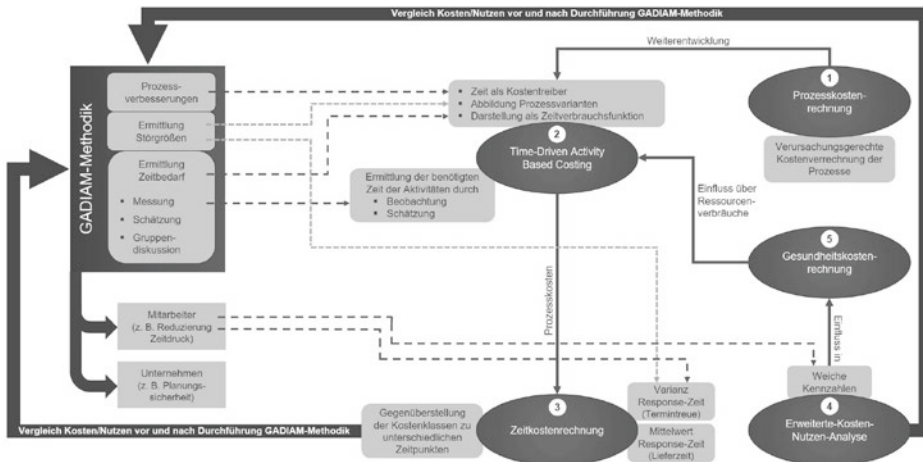 Vergleich Kosten/Nutzen vor und nach Durchführung GADIAM-Methodik
Weiterentwicklung
GADIAM-Methodik
Prozess-
verbesserungen
Ermittlung
Störgrößen
Ermittlung
Zeitbedarf
▪ Messung
▪ Schätzung
▪ Gruppen-
diskussion
• Zeit als Kostentreiber
• Abbildung Prozessvarianten
• Darstellung als Zeitverbrauchsfunktion
2
Time-Driven Activity
Based Costing
1
Prozesskosten-
rechnung
Verursachungsgerechte
Kostenverrechnung der
Prozesse
Ermittlung der benötigten
Zeit der Aktivitäten durch
▪ Beobachtung
▪ Schätzung
Einfluss über
Ressourcen-
verbräuche
5
Gesundheitskosten-
rechnung
Prozesskosten
Einfluss in
Mitarbeiter
(z. B. Reduzierung
Zeitdruck)
Unternehmen
(z. B. Planungs-
sicherheit)
Weiche
Kennzahlen
4
Erweiterte-Kosten-
Nutzen-Analyse
Varianz
Response-Zeit
(Termintreue)
Mittelwert
Response-Zeit
(Lieferzeit)
3
Zeitkostenrechnung
Gegenüberstellung
der Kostenklassen zu
unterschiedlichen
Zeitpunkten
Vergleich Kosten/Nutzen vor und nach Durchführung GADIAM-Methodik